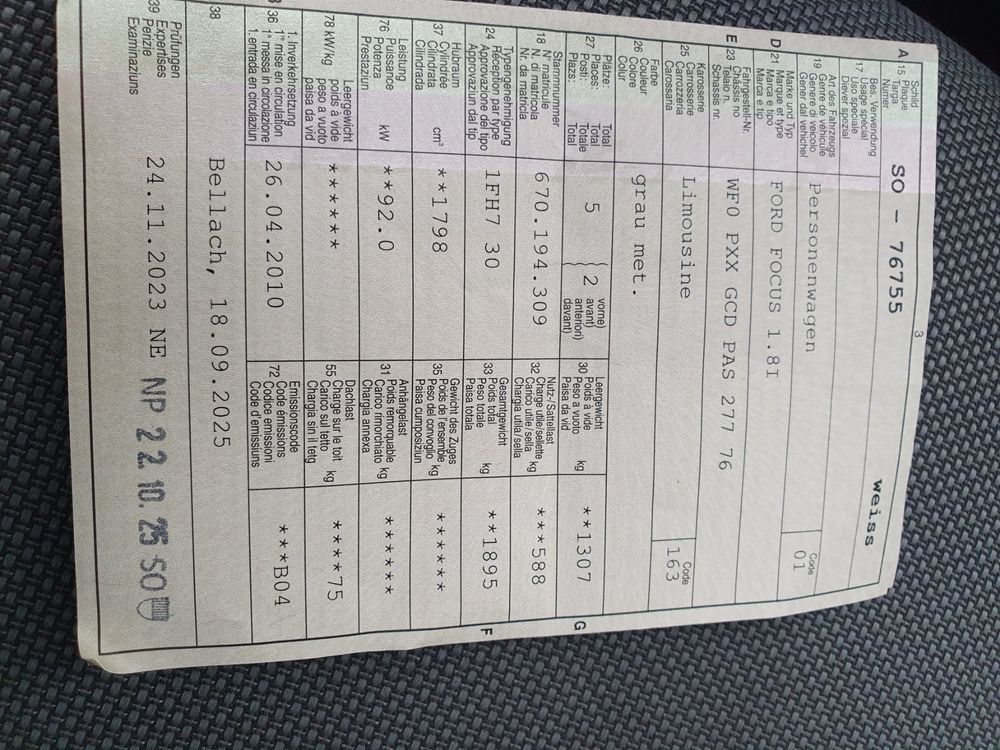 3
A 15 Schild
Plaque
Targa
Numer
SO - 76755
weiss
17 Bes. Verwendung
Usage spécial
Uso speciale
Diever spezial
19 Art des Fahrzeugs
Genre de véhicule
Genere di veicolo
Gener dal vehichel
Personenwagen
Code
01
D 21 Marke und Typ
Marque et type
Marca e tipo
Marca e tip
FORD FOCUS 1.8I
E 23 Fahrgestell-Nr.
Châssis no
Telaio n.
Schassis nr.
WF0 PXX GCD PAS 277 76
25 Karosserie
Carrosserie
Carrozzeria
Carossaria
Limousine
Code
163
26 Farbe
Couleur
Colore
Colur
grau met.
27 Plätze: Total
Places: Total
Posti: Totale
Plazs: Total
5
2
vorne)
avant)
anteriori)
davant)
30 Leergewicht
Poids à vide
Peso a vuoto
Paisa da vid
kg
**1307
G
18 Stammnummer
N° matricule
N. di matricola
Nr. da matricla
670.194.309
32 Nutz-/Sattellast
Charge utile/sellette
Carico utile/sella
Chargia utila/sella
kg
***588
24 Typengenehmigung
Réception par type
Approvazione del tipo
Approvaziun dal tip
1FH7 30
33 Gesamtgewicht
Poids total
Peso totale
Paisa totala
kg
**1895
F
37 Hubraum
Cylindrée
Cilindrata
Cilindrada
cm³
**1798
35 Gewicht des Zuges
Poids de l'ensemble
Peso del convoglio
Paisa cumposiziun
kg
******
76 Leistung
Puissance
Potenza
Prestaziun
kW
**92.0
31 Anhängelast
Poids remorquable
Carico rimorchiato
Chargia annexa
kg
******
78 kW/kg
Leergewicht
poids à vide
peso a vuoto
paisa da vid
******
55 Dachlast
Charge sur le toit
Carico sul tetto
Chargia sin il tetg
kg
****75
B 36 1. Inverkehrsetzung
1re mise en circulation
1a messa in circolazione
1. entrada en circulaziun
26.04.2010
72 Emissionscode
Code émissions
Codice emissioni
Code d'emissiuns
***B04
38
Bellach, 18.09.2025
39 Prüfungen
Expertises
Perizie
Examinaziuns
24.11.2023 NE NP 22.10.25 SO